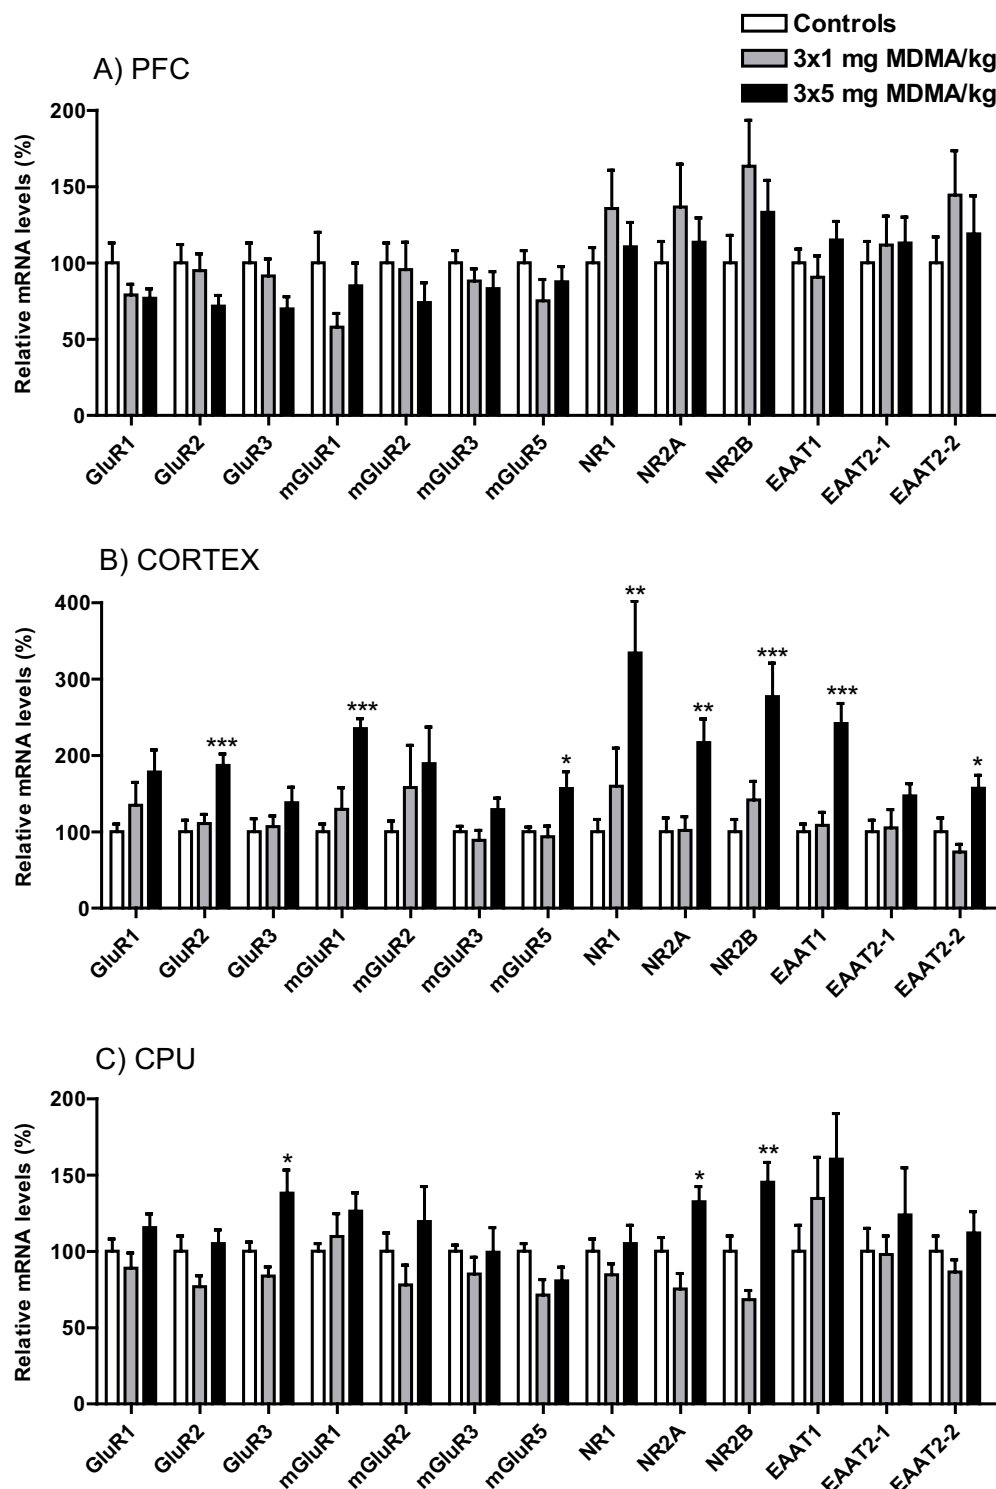 Controls
3x1 mg MDMA/kg
3x5 mg MDMA/kg
A) PFC
Relative mRNA levels (%)
200
150
100
50
0
GluR1 GluR2 GluR3 mGluR1 mGluR2 mGluR3 mGluR5 NR1 NR2A NR2B EAAT1 EAAT2-1 EAAT2-2
B) CORTEX
Relative mRNA levels (%)
400
300
200
100
0
*** *** * ** ** *** *** *
GluR1 GluR2 GluR3 mGluR1 mGluR2 mGluR3 mGluR5 NR1 NR2A NR2B EAAT1 EAAT2-1 EAAT2-2
C) CPU
Relative mRNA levels (%)
200
150
100
50
0
* * **
GluR1 GluR2 GluR3 mGluR1 mGluR2 mGluR3 mGluR5 NR1 NR2A NR2B EAAT1 EAAT2-1 EAAT2-2